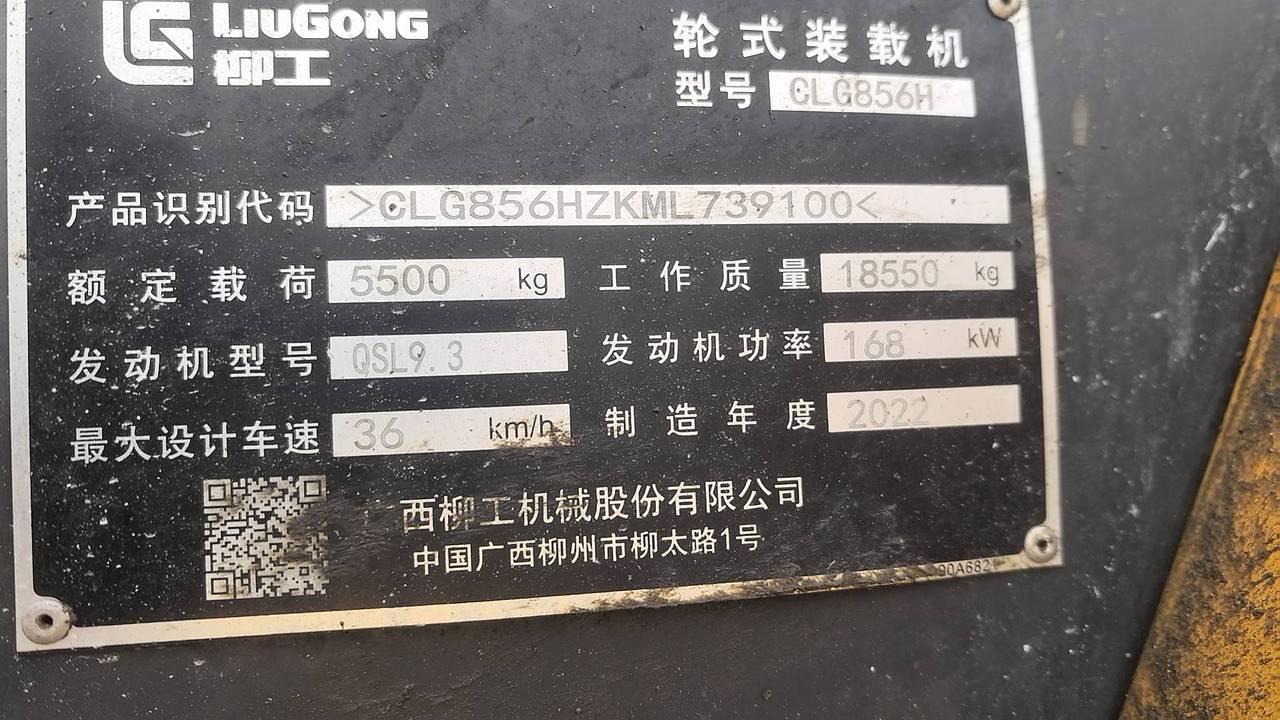 LIUGONG
柳工
轮式装载机
型号 CLG856H
产品识别代码 >CLG856HZKML739100<
额定载荷 5500 kg 工作质量 18550 kg
发动机型号 QSL9.3 发动机功率 168 kW
最大设计车速 36 km/h 制造年度 2022
西柳工机械股份有限公司
中国广西柳州市柳太路1号